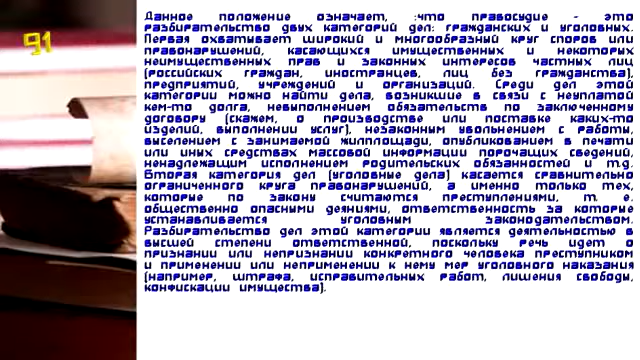 91
Данное положение означает, :что правосудие - это
разбирательство двух категорий дел: гражданских и уголовных.
Первая охватывает широкий и многообразный круг споров или
правонарушений, касающихся имущественных и некоторых
неимущественных прав и законных интересов частных лиц
(российских граждан, иностранцев, лиц без гражданства),
предприятий, учреждений и организаций. Среди дел этой
категории можно найти дела, возникшие в связи с неуплатой
кем-то долга, невыполнением обязательств по заключенному
договору (скажем, о производстве или поставке каких-то
изделий, выполнении услуг), незаконным увольнением с работы,
выселением с занимаемой жилплощади, опубликованием в печати
или иных средствах массовой информации порочащих сведений,
ненадлежащим исполнением родительских обязанностей и т.д.
Вторая категория дел (уголовные дела) касается сравнительно
ограниченного круга правонарушений, а именно только тех,
которые по закону считаются преступлениями, т. е.
общественно опасными деяниями, ответственность за которые
устанавливается уголовным законодательством.
Разбирательство дел этой категории является деятельностью в
высшей степени ответственной, поскольку речь идет о
признании или непризнании конкретного человека преступником
и применении или неприменении к нему мер уголовного наказания
(например, штрафа, исправительных работ, лишения свободы,
конфискации имущества).